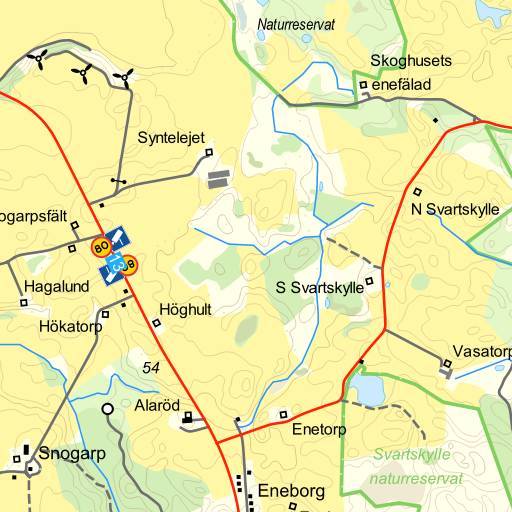 Naturreservat
Skoghusets
enefälad
Syntelejet
N Svartskylle
ogarpsfält
80
13
Hagalund
S Svartskylle
Höghult
Hökatorp
Vasatorp
54
Alaröd
Enetorp
Snogarp
Svartskylle
naturreservat
Eneborg